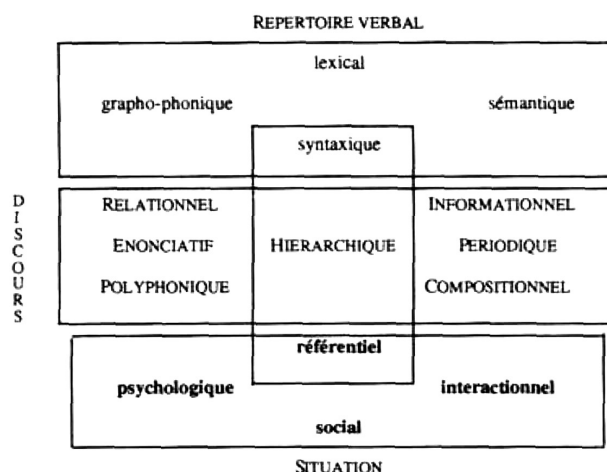 REPERTOIRE VERBAL
lexical
grapho-phonique sémantique
syntaxique
DISCOURS
RELATIONNEL INFORMATIONNEL
ENONCIATIF HIERARCHIQUE PERIODIQUE
POLYPHONIQUE COMPOSITIONNEL
référentiel
psychologique interactionnel
social
SITUATION